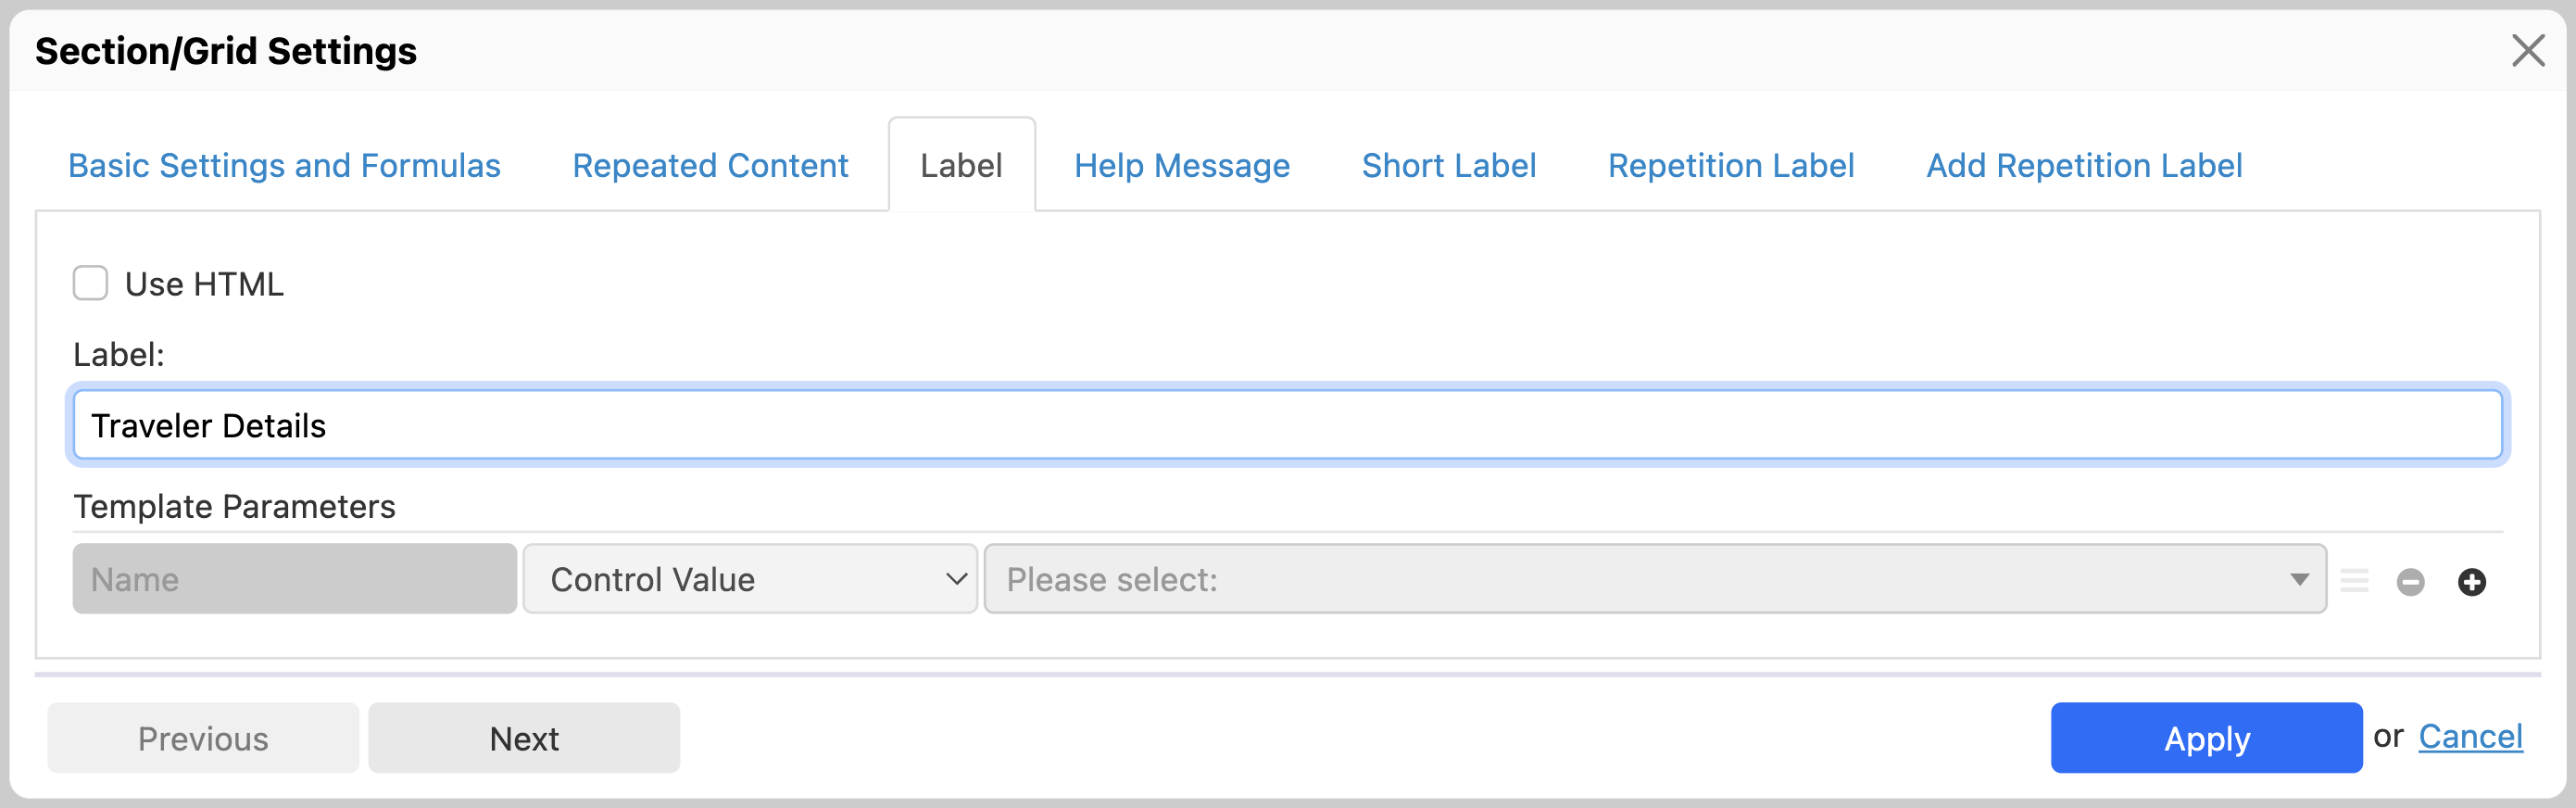 Section/Grid Settings
Basic Settings and Formulas Repeated Content Label Help Message Short Label Repetition Label Add Repetition Label
Use HTML
Label:
Traveler Details
Template Parameters
Name Control Value Please select:
Previous Next Apply or Cancel